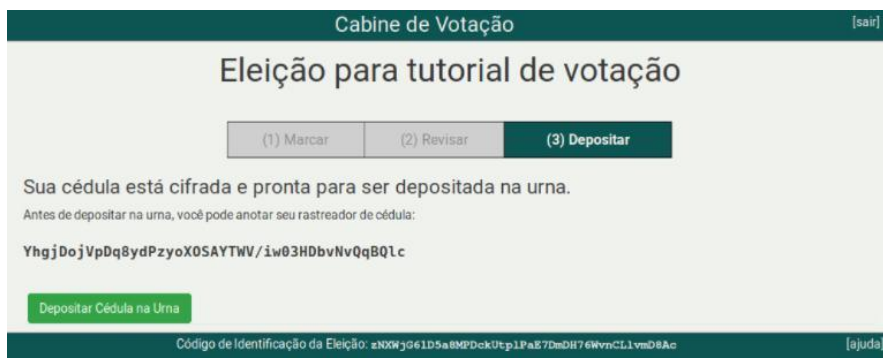 Cabine de Votação [sair]
Eleição para tutorial de votação
(1) Marcar (2) Revisar (3) Depositar
Sua cédula está cifrada e pronta para ser depositada na urna.
Antes de depositar na urna, você pode anotar seu rastreador de cédula:
YhgjDojVpDq8ydPzyoXOSAYTWV/iw03HDbvNvQqBQlc
Depositar Cédula na Urna
Código de Identificação da Eleição: zNXWjG61D5a8MPDckUtplPaE7DmDH76WvnCL1vmD8Ac [ajuda]